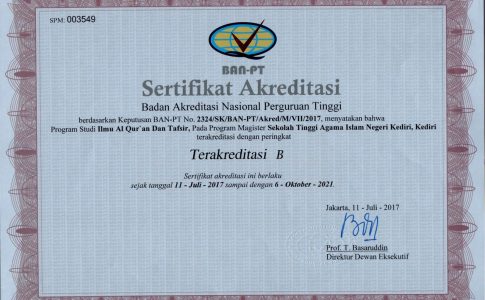 SPM: 003549
BAN-PT
Sertifikat Akreditasi
Badan Akreditasi Nasional Perguruan Tinggi
berdasarkan Keputusan BAN-PT No. 2324/SK/BAN-PT/Akred/M/VII/2017, menyatakan bahwa
Program Studi Ilmu Al Qur`an Dan Tafsir, Pada Program Magister Sekolah Tinggi Agama Islam Negeri Kediri, Kediri
terakreditasi dengan peringkat
Terakreditasi B
Sertifikat akreditasi ini berlaku
sejak tanggal 11 - Juli - 2017 sampai dengan 6 - Oktober - 2021.
Jakarta, 11 - Juli - 2017
Prof. T. Basaruddin
Direktur Dewan Eksekutif